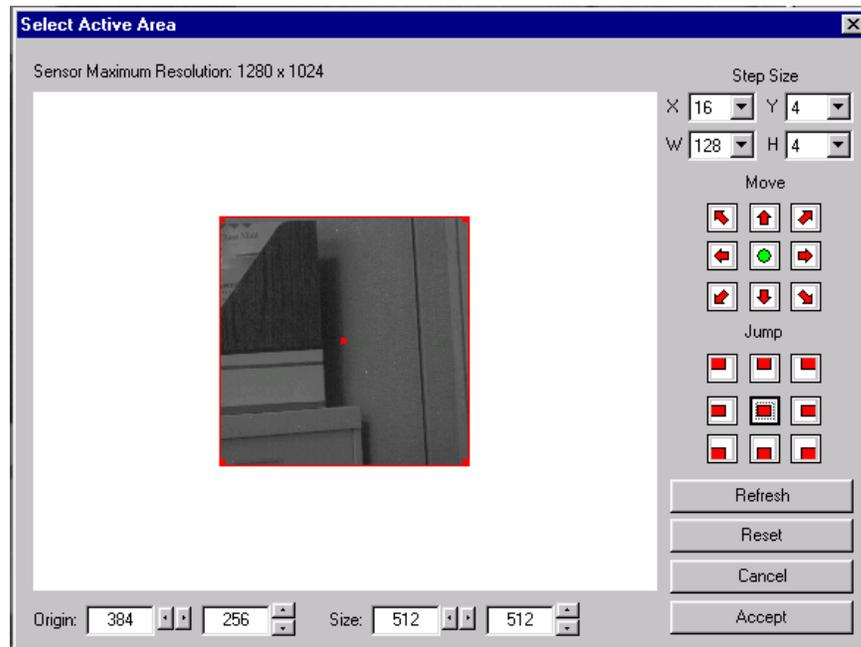 Select Active Area
Sensor Maximum Resolution: 1280 x 1024
Step Size
X 16 Y 4
W 128 H 4
Move
Jump
Refresh
Reset
Cancel
Accept
Origin: 384 256 Size: 512 512